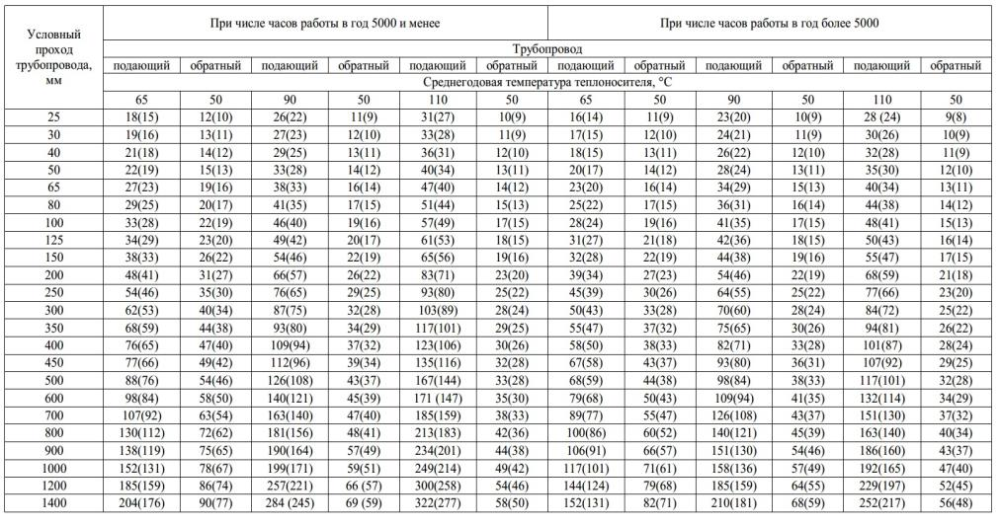 Условный проход трубопровода, мм | При числе часов работы в год 5000 и менее | При числе часов работы в год более 5000
Трубопровод
подающий | обратный | подающий | обратный | подающий | обратный | подающий | обратный | подающий | обратный | подающий | обратный
Среднегодовая температура теплоносителя, °С
65 | 50 | 90 | 50 | 110 | 50 | 65 | 50 | 90 | 50 | 110 | 50
25 | 18(15) | 12(10) | 26(22) | 11(9) | 31(27) | 10(9) | 16(14) | 11(9) | 23(20) | 10(9) | 28 (24) | 9(8)
30 | 19(16) | 13(11) | 27(23) | 12(10) | 33(28) | 11(9) | 17(15) | 12(10) | 24(21) | 11(9) | 30(26) | 10(9)
40 | 21(18) | 14(12) | 29(25) | 13(11) | 36(31) | 12(10) | 18(15) | 13(11) | 26(22) | 12(10) | 32(28) | 11(9)
50 | 22(19) | 15(13) | 33(28) | 14(12) | 40(34) | 13(11) | 20(17) | 14(12) | 28(24) | 13(11) | 35(30) | 12(10)
65 | 27(23) | 19(16) | 38(33) | 16(14) | 47(40) | 14(12) | 23(20) | 16(14) | 34(29) | 15(13) | 40(34) | 13(11)
80 | 29(25) | 20(17) | 41(35) | 17(15) | 51(44) | 15(13) | 25(22) | 17(15) | 36(31) | 16(14) | 44(38) | 14(12)
100 | 33(28) | 22(19) | 46(40) | 19(16) | 57(49) | 17(15) | 28(24) | 19(16) | 41(35) | 17(15) | 48(41) | 15(13)
125 | 34(29) | 23(20) | 49(42) | 20(17) | 61(53) | 18(15) | 31(27) | 21(18) | 42(36) | 18(15) | 50(43) | 16(14)
150 | 38(33) | 26(22) | 54(46) | 22(19) | 65(56) | 19(16) | 32(28) | 22(19) | 44(38) | 19(16) | 55(47) | 17(15)
200 | 48(41) | 31(27) | 66(57) | 26(22) | 83(71) | 23(20) | 39(34) | 27(23) | 54(46) | 22(19) | 68(59) | 21(18)
250 | 54(46) | 35(30) | 76(65) | 29(25) | 93(80) | 25(22) | 45(39) | 30(26) | 64(55) | 25(22) | 77(66) | 23(20)
300 | 62(53) | 40(34) | 87(75) | 32(28) | 103(89) | 28(24) | 50(43) | 33(28) | 70(60) | 28(24) | 84(72) | 25(22)
350 | 68(59) | 44(38) | 93(80) | 34(29) | 117(101) | 29(25) | 55(47) | 37(32) | 75(65) | 30(26) | 94(81) | 26(22)
400 | 76(65) | 47(40) | 109(94) | 37(32) | 123(106) | 30(26) | 58(50) | 38(33) | 82(71) | 33(28) | 101(87) | 28(24)
450 | 77(66) | 49(42) | 112(96) | 39(34) | 135(116) | 32(28) | 67(58) | 43(37) | 93(80) | 36(31) | 107(92) | 29(25)
500 | 88(76) | 54(46) | 126(108) | 43(37) | 167(144) | 33(28) | 68(59) | 44(38) | 98(84) | 38(33) | 117(101) | 32(28)
600 | 98(84) | 58(50) | 140(121) | 45(39) | 171 (147) | 35(30) | 79(68) | 50(43) | 109(94) | 41(35) | 132(114) | 34(29)
700 | 107(92) | 63(54) | 163(140) | 47(40) | 185(159) | 38(33) | 89(77) | 55(47) | 126(108) | 43(37) | 151(130) | 37(32)
800 | 130(112) | 72(62) | 181(156) | 48(41) | 213(183) | 42(36) | 100(86) | 60(52) | 140(121) | 45(39) | 163(140) | 40(34)
900 | 138(119) | 75(65) | 190(164) | 57(49) | 234(201) | 44(38) | 106(91) | 66(57) | 151(130) | 54(46) | 186(160) | 43(37)
1000 | 152(131) | 78(67) | 199(171) | 59(51) | 249(214) | 49(42) | 117(101) | 71(61) | 158(136) | 57(49) | 192(165) | 47(40)
1200 | 185(159) | 86(74) | 257(221) | 66 (57) | 300(258) | 54(46) | 144(124) | 79(68) | 185(159) | 64(55) | 229(197) | 52(45)
1400 | 204(176) | 90(77) | 284 (245) | 69 (59) | 322(277) | 58(50) | 152(131) | 82(71) | 210(181) | 68(59) | 252(217) | 56(48)